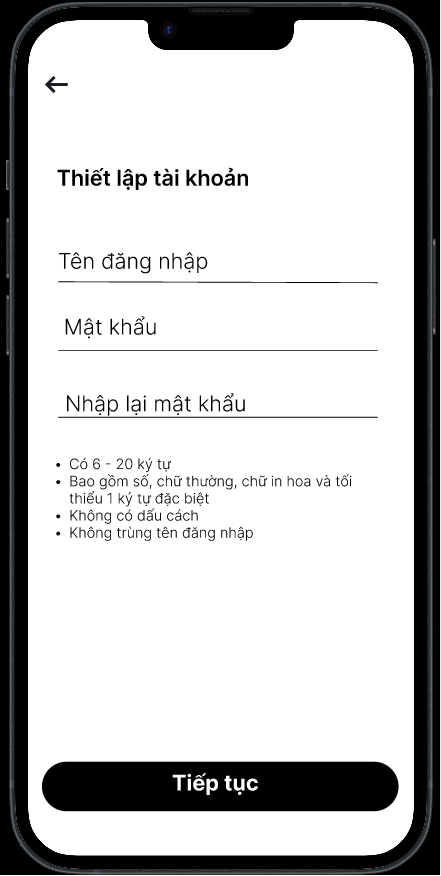 Thiết lập tài khoản
Tên đăng nhập
Mật khẩu
Nhập lại mật khẩu
• Có 6 - 20 ký tự
• Bao gồm số, chữ thường, chữ in hoa và tối
thiểu 1 ký tự đặc biệt
• Không có dấu cách
• Không trùng tên đăng nhập
Tiếp tục